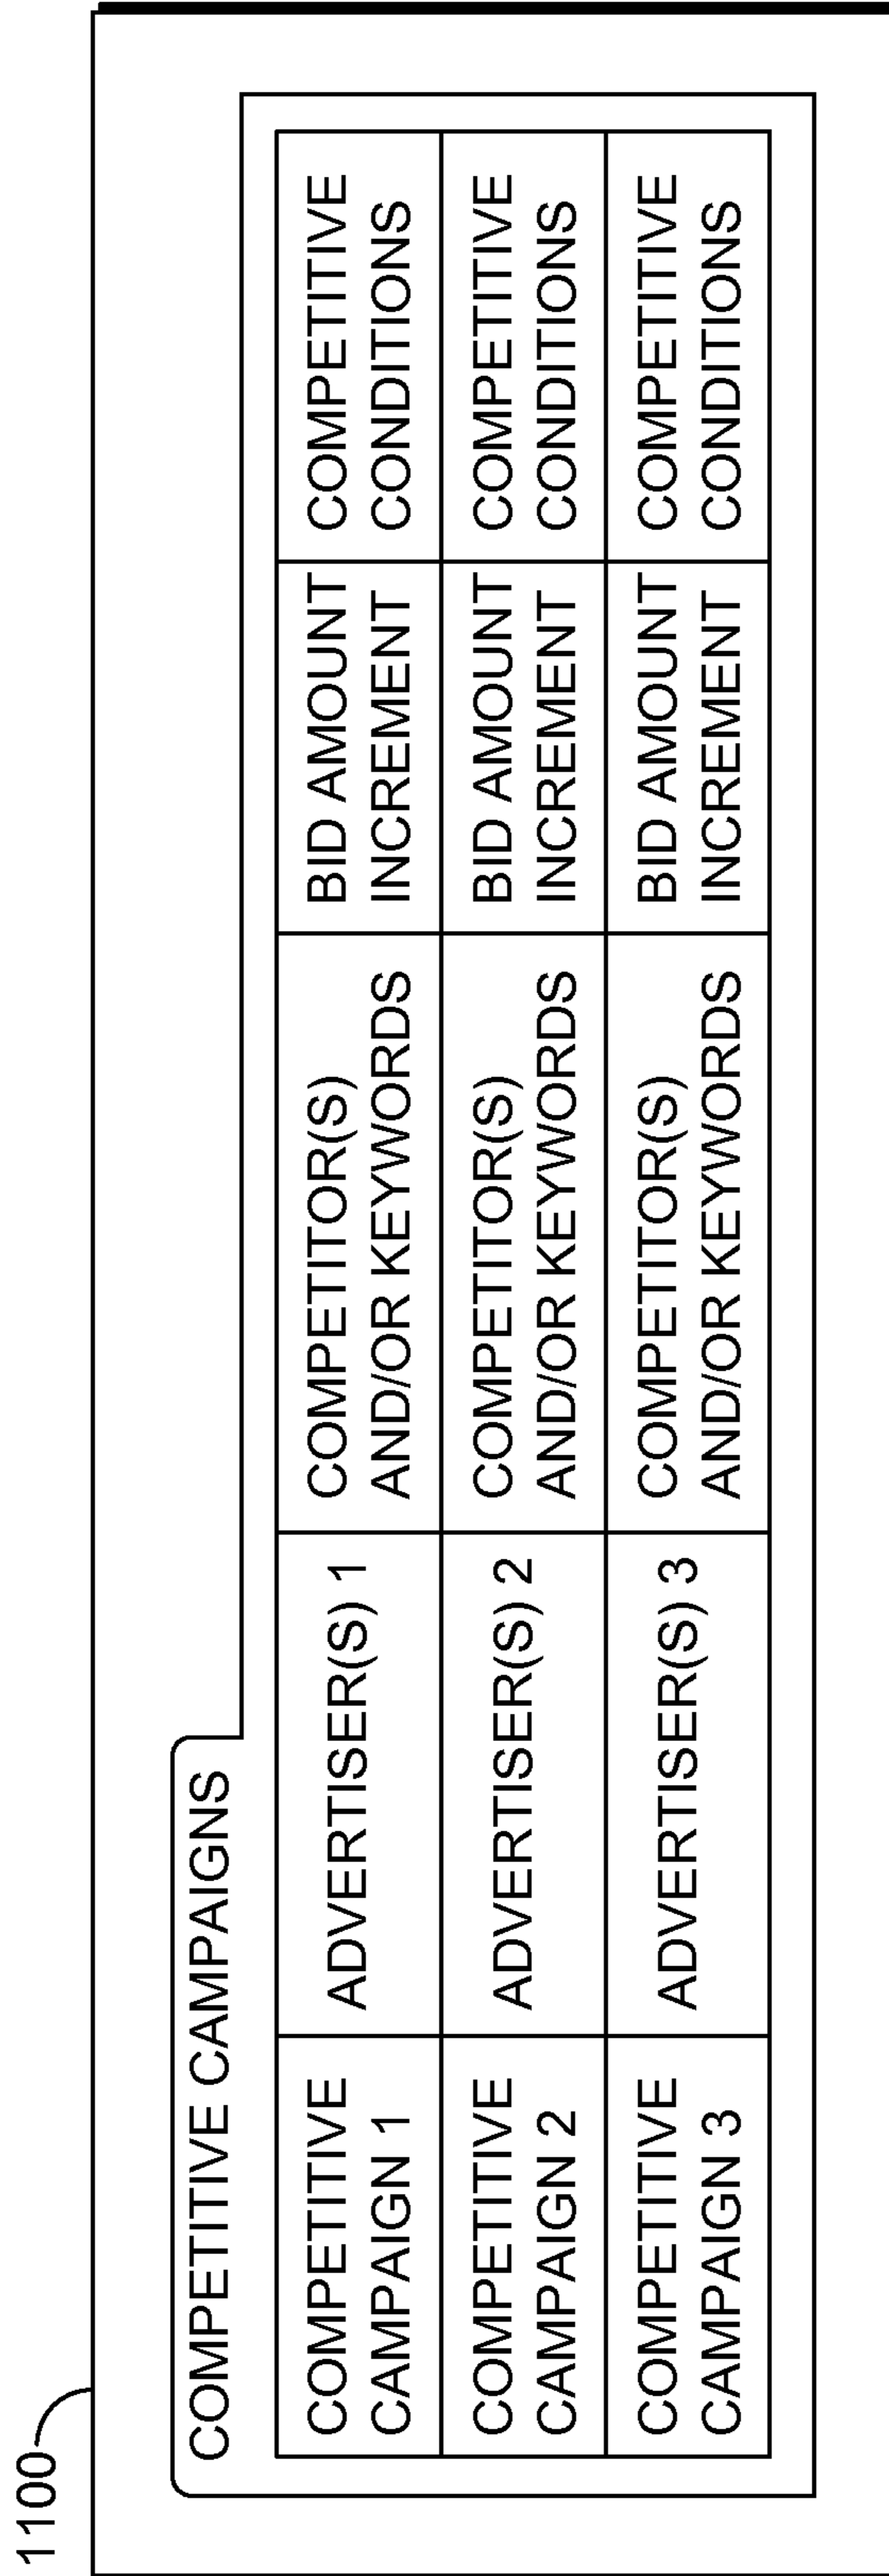 1100
COMPETITIVE CAMPAIGNS
COMPETITIVE
CAMPAIGN 1
ADVERTISER(S) 1
COMPETITOR(S)
AND/OR KEYWORDS
BID AMOUNT
INCREMENT
COMPETITIVE
CONDITIONS
COMPETITIVE
CAMPAIGN 2
ADVERTISER(S) 2
COMPETITOR(S)
AND/OR KEYWORDS
BID AMOUNT
INCREMENT
COMPETITIVE
CONDITIONS
COMPETITIVE
CAMPAIGN 3
ADVERTISER(S) 3
COMPETITOR(S)
AND/OR KEYWORDS
BID AMOUNT
INCREMENT
COMPETITIVE
CONDITIONS